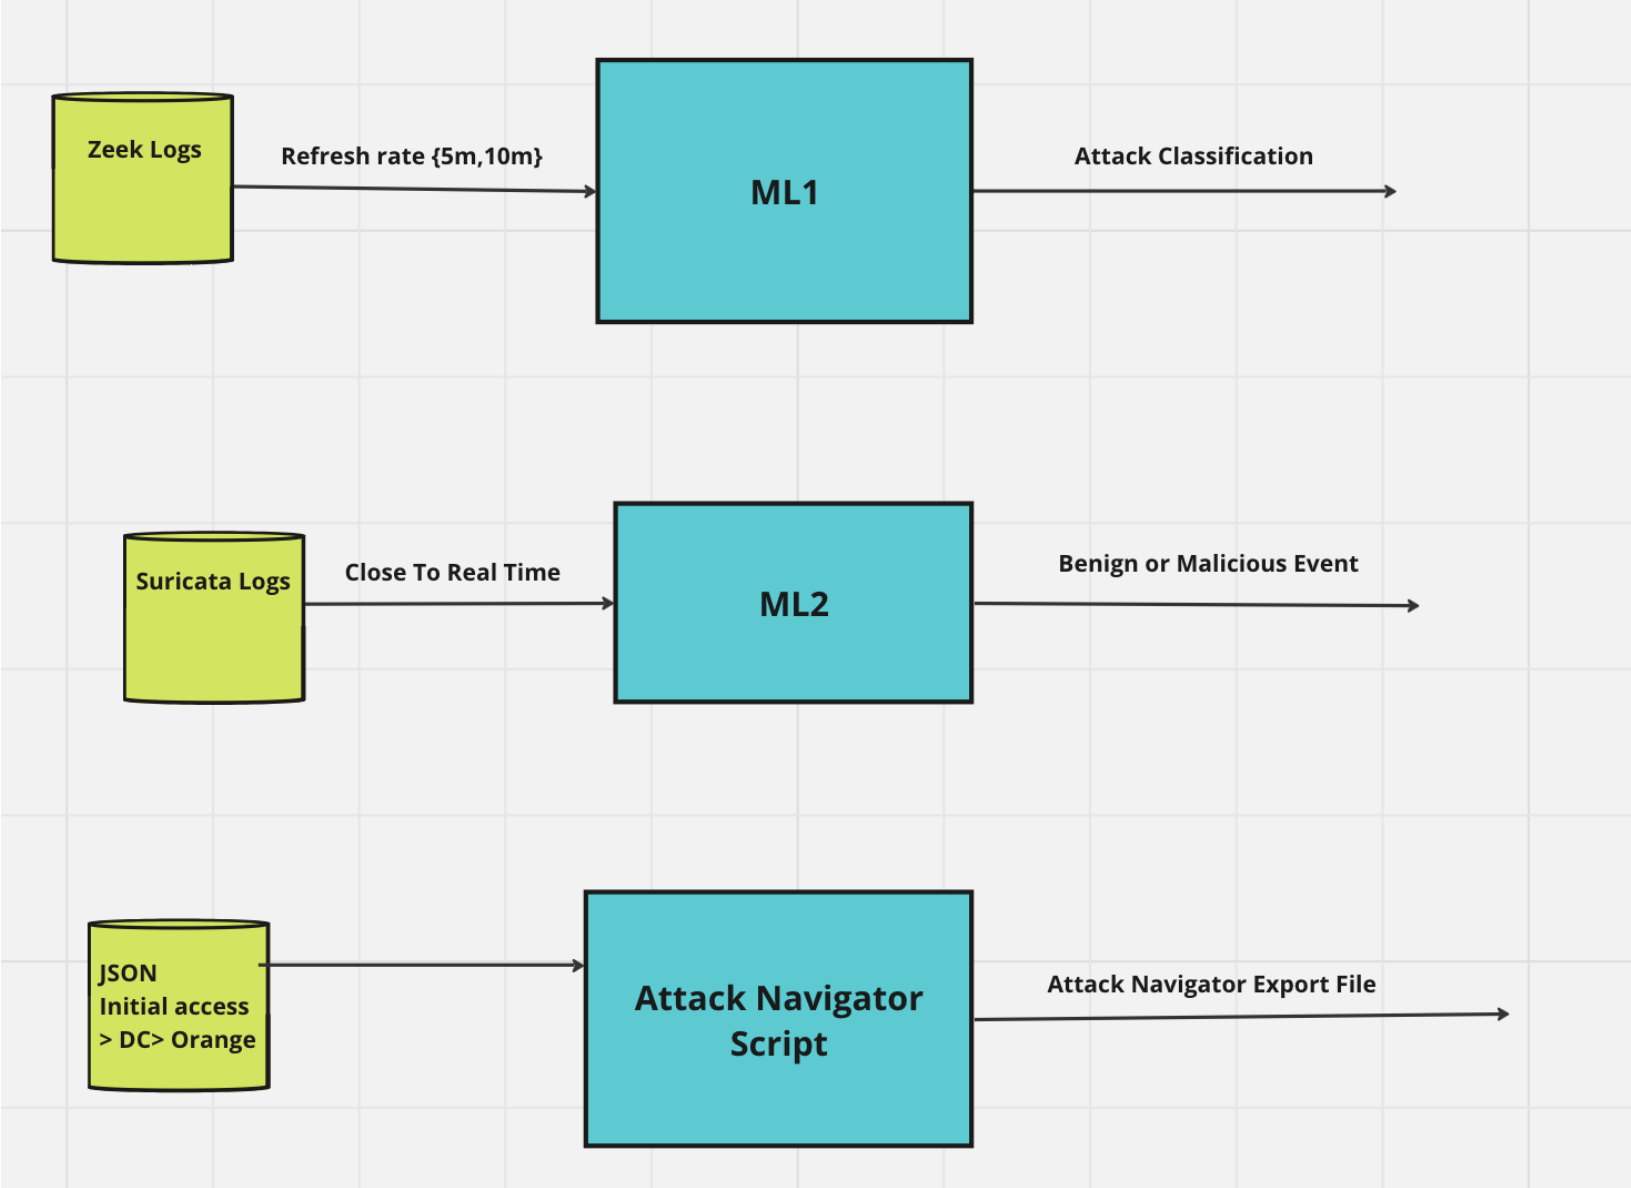 Zeek Logs
Refresh rate {5m,10m}
ML1
Attack Classification
Suricata Logs
Close To Real Time
ML2
Benign or Malicious Event
JSON
Initial access
> DC> Orange
Attack Navigator
Script
Attack Navigator Export File